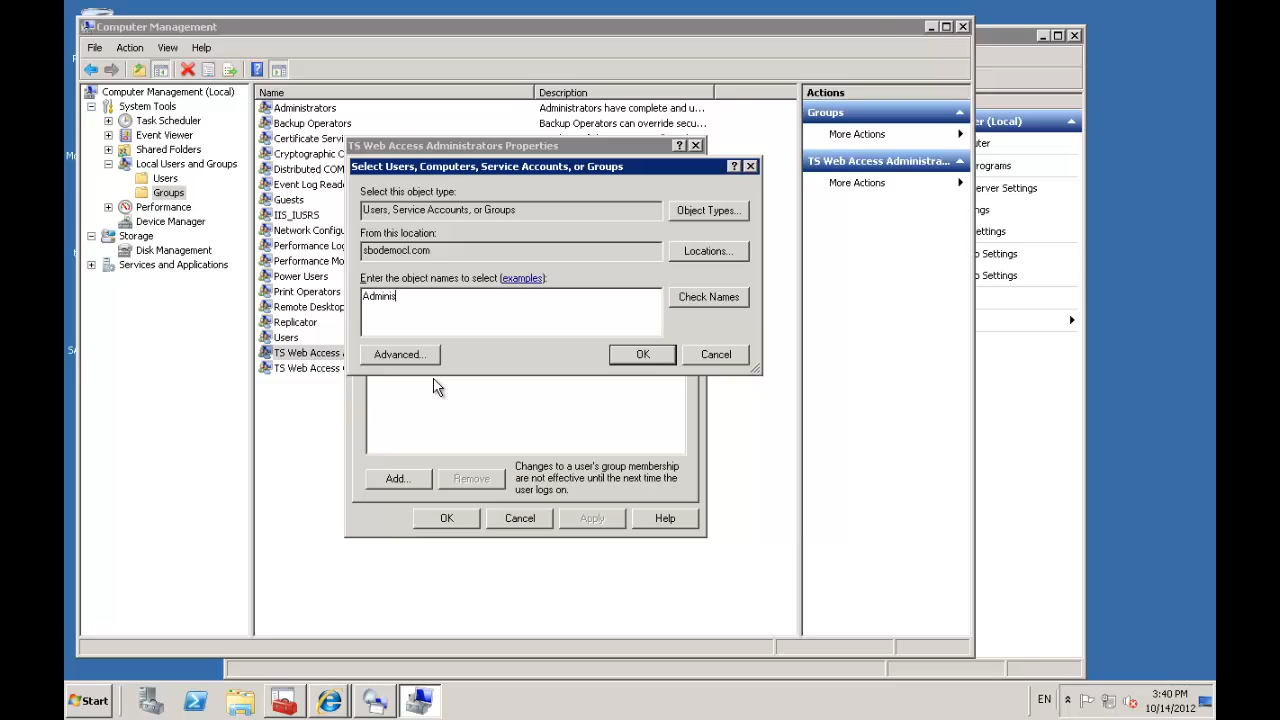 Computer Management
File Action View Help
Computer Management (Local)
System Tools
Task Scheduler
Event Viewer
Shared Folders
Local Users and Groups
Users
Groups
Performance
Device Manager
Storage
Disk Management
Services and Applications
Name Description
Administrators Administrators have complete and u...
Backup Operators Backup Operators can override secu...
Certificate Servi
Cryptographic C
Distributed COM
Event Log Reade
Guests
IIS_IUSRS
Network Configu
Performance Log
Performance Mo
Power Users
Print Operators
Remote Desktop
Replicator
Users
TS Web Access
TS Web Access
TS Web Access Administrators Properties
Select Users, Computers, Service Accounts, or Groups
Select this object type:
Users, Service Accounts, or Groups Object Types...
From this location:
sbodemocl.com Locations...
Enter the object names to select (examples):
Adminis Check Names
Advanced... OK Cancel
Add... Remove
Changes to a user's group membership
are not effective until the next time the
user logs on.
OK Cancel Apply Help
Actions
Groups
More Actions
TS Web Access Administra...
More Actions
er (Local)
uter
rograms
erver Settings
ngs
ettings
p Settings
p Settings
Start
EN
3:40 PM
10/14/2012